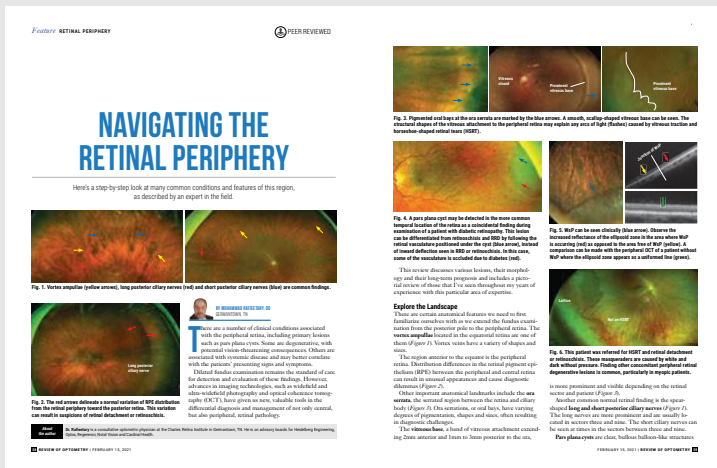 Feature RETINAL PERIPHERY
PEER REVIEWED
NAVIGATING THE
RETINAL PERIPHERY
Here's a step-by-step look at many common conditions and features of this region,
as described by an expert in the field.
Fig. 1. Vortex ampullae (yellow arrows), long posterior ciliary nerves (red) and short posterior ciliary nerves (blue) are common findings.
Long posterior
ciliary nerve
Fig. 2. The red arrows delineate a normal variation of RPE distribution
from the retinal periphery toward the posterior retina. This variation
can result in suspicions of retinal detachment or retinoschisis.
BY MOHAMMAD RAFIEETARY, OD
GERMANTOWN, TN
There are a number of clinical conditions associated
with the peripheral retina, including primary lesions
such as pars plana cysts. Some are degenerative, with
potential vision-threatening consequences. Others are
associated with systemic disease and may better correlate
with the patients' presenting signs and symptoms.
Dilated fundus examination remains the standard of care
for detection and evaluation of these findings. However,
advances in imaging technologies, such as widefield and
ultra-widefield photography and optical coherence tomog-
raphy (OCT), have given us new, valuable tools in the
differential diagnosis and management of not only central,
but also peripheral, retinal pathology.
About
the author
Dr. Rafieetary is a consultative optometric physician at the Charles Retina Institute in Germantown, TN. He is an advisory boards for Heidelberg Engineering,
Optos, Regeneron, Notal Vision and Cardinal Health.
REVIEW OF OPTOMETRY | FEBRUARY 15, 2021
Vitreous
strand
Prominent
vitreous base
Prominent
vitreous base
Fig. 3. Pigmented oral bays at the ora serrata are marked by the blue arrows. A smooth, scallop-shaped vitreous base can be seen. The
structural shapes of the vitreous attachment to the peripheral retina may explain any arcs of light (flashes) caused by vitreous traction and
horseshoe-shaped retinal tears (HSRT).
Fig. 4. A pars plana cyst may be detected in the more common
temporal location of the retina as a coincidental finding during
examination of a patient with diabetic retinopathy. This lesion
can be differentiated from retinoschisis and RRD by following the
retinal vasculature positioned under the cyst (blue arrow), instead
of inward deflection seen in RRD or retinoschisis. In this case,
some of the vasculature is occluded due to diabetes (red).
This review discusses various lesions, their morphol-
ogy and their long-term prognosis and includes a picto-
rial review of those that I've seen throughout my years of
experience with this particular area of expertise.
Explore the Landscape
There are certain anatomical features we need to first
familiarize ourselves with as we extend the fundus exami-
nation from the posterior pole to the peripheral retina. The
vortex ampullae located in the equatorial retina are one of
them (Figure 1). Vortex veins have a variety of shapes and
sizes.
The region anterior to the equator is the peripheral
retina. Distribution differences in the retinal pigment epi-
thelium (RPE) between the peripheral and central retina
can result in unusual appearances and cause diagnostic
dilemmas (Figure 2).
Other important anatomical landmarks include the ora
serrata, the serrated region between the retina and ciliary
body (Figure 3). Ora serrations, or oral bays, have varying
degrees of pigmentation, shapes and sizes, often resulting
in diagnostic challenges.
The vitreous base, a band of vitreous attachment extend-
ing 2mm anterior and 1mm to 3mm posterior to the ora,
Junction of WsP
Fig. 5. WsP can be seen clinically (blue arrow). Observe the
increased reflectance of the ellipsoid zone in the area where WsP
is occurring (red) as opposed to the area free of WsP (yellow). A
comparison can be made with the peripheral OCT of a patient without
WsP where the ellipsoid zone appears as a uniform line (green).
Lattice
Not an HSRT
Fig. 6. This patient was referred for HSRT and retinal detachment
or retinoschisis. These masqueraders are caused by white and
dark without pressure. Finding other concomitant peripheral retinal
degenerative lesions is common, particularly in myopic patients.
is more prominent and visible depending on the retinal
sector and patient (Figure 3).
Another common normal retinal finding is the spear-
shaped long and short posterior ciliary nerves (Figure 1).
The long nerves are more prominent and are usually lo-
cated in sectors three and nine. The short ciliary nerves can
be seen at times in the sectors between three and nine.
Pars plana cysts are clear, bullous balloon-like structures
FEBRUARY 15, 2021 | REVIEW OF OPTOMETRY